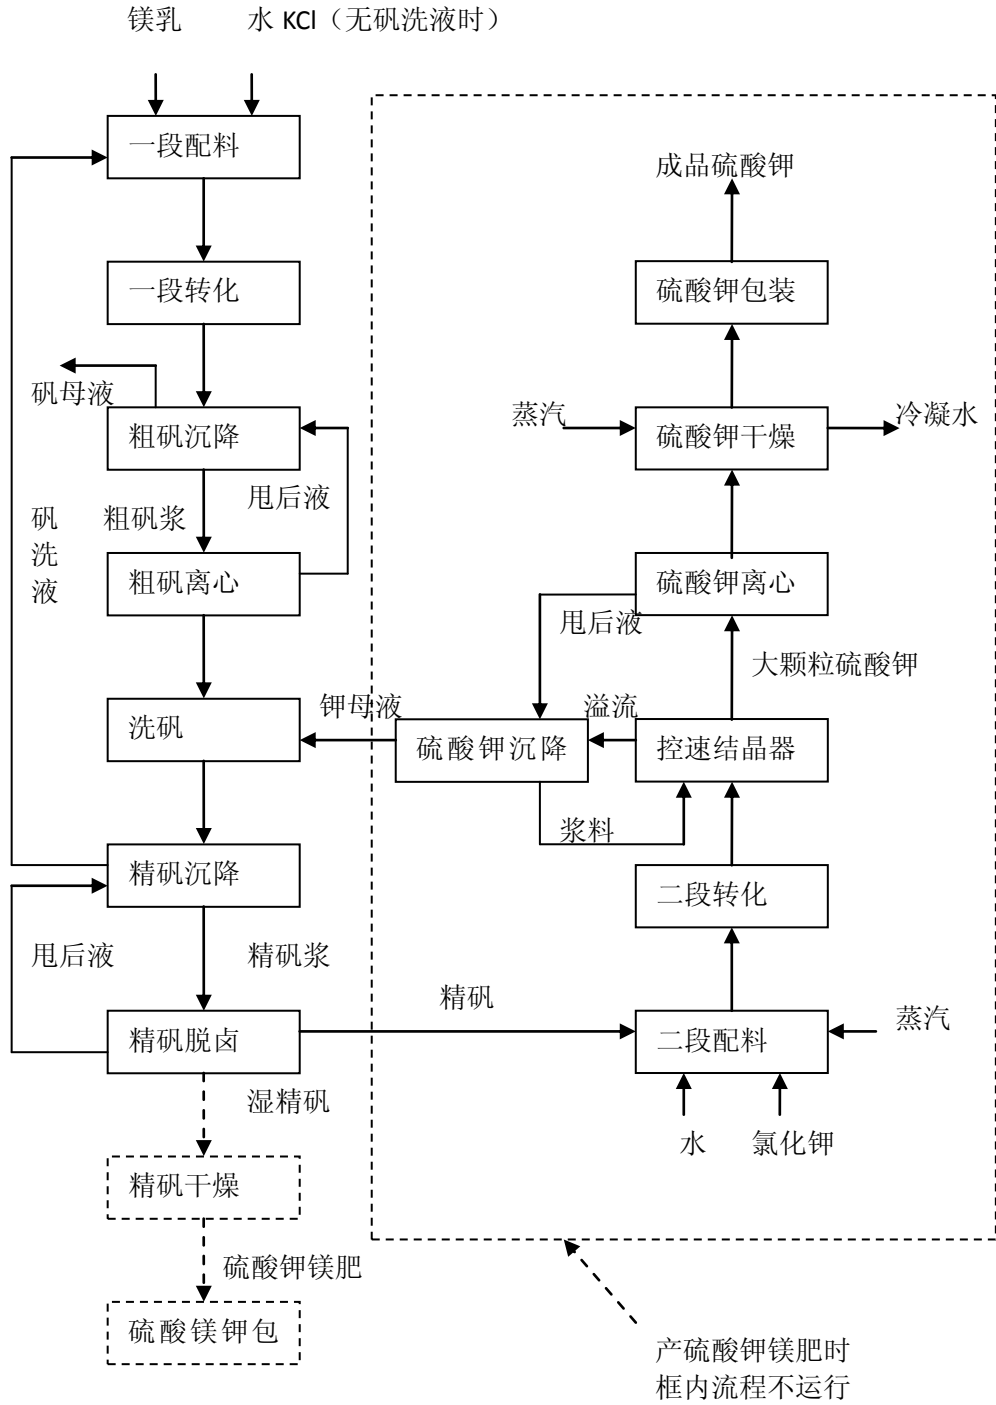 镁乳
水 KCl（无矾洗液时）
一段配料
成品硫酸钾
一段转化
硫酸钾包装
矾母液
粗矾沉降
蒸汽
硫酸钾干燥
冷凝水
甩后液
矾
洗
液
粗矾浆
粗矾离心
硫酸钾离心
甩后液
大颗粒硫酸钾
洗矾
钾母液
硫酸钾沉降
溢流
控速结晶器
浆料
精矾沉降
二段转化
甩后液
精矾浆
精矾
精矾脱卤
二段配料
蒸汽
湿精矾
水
氯化钾
精矾干燥
硫酸钾镁肥
硫酸镁钾包
产硫酸钾镁肥时
框内流程不运行